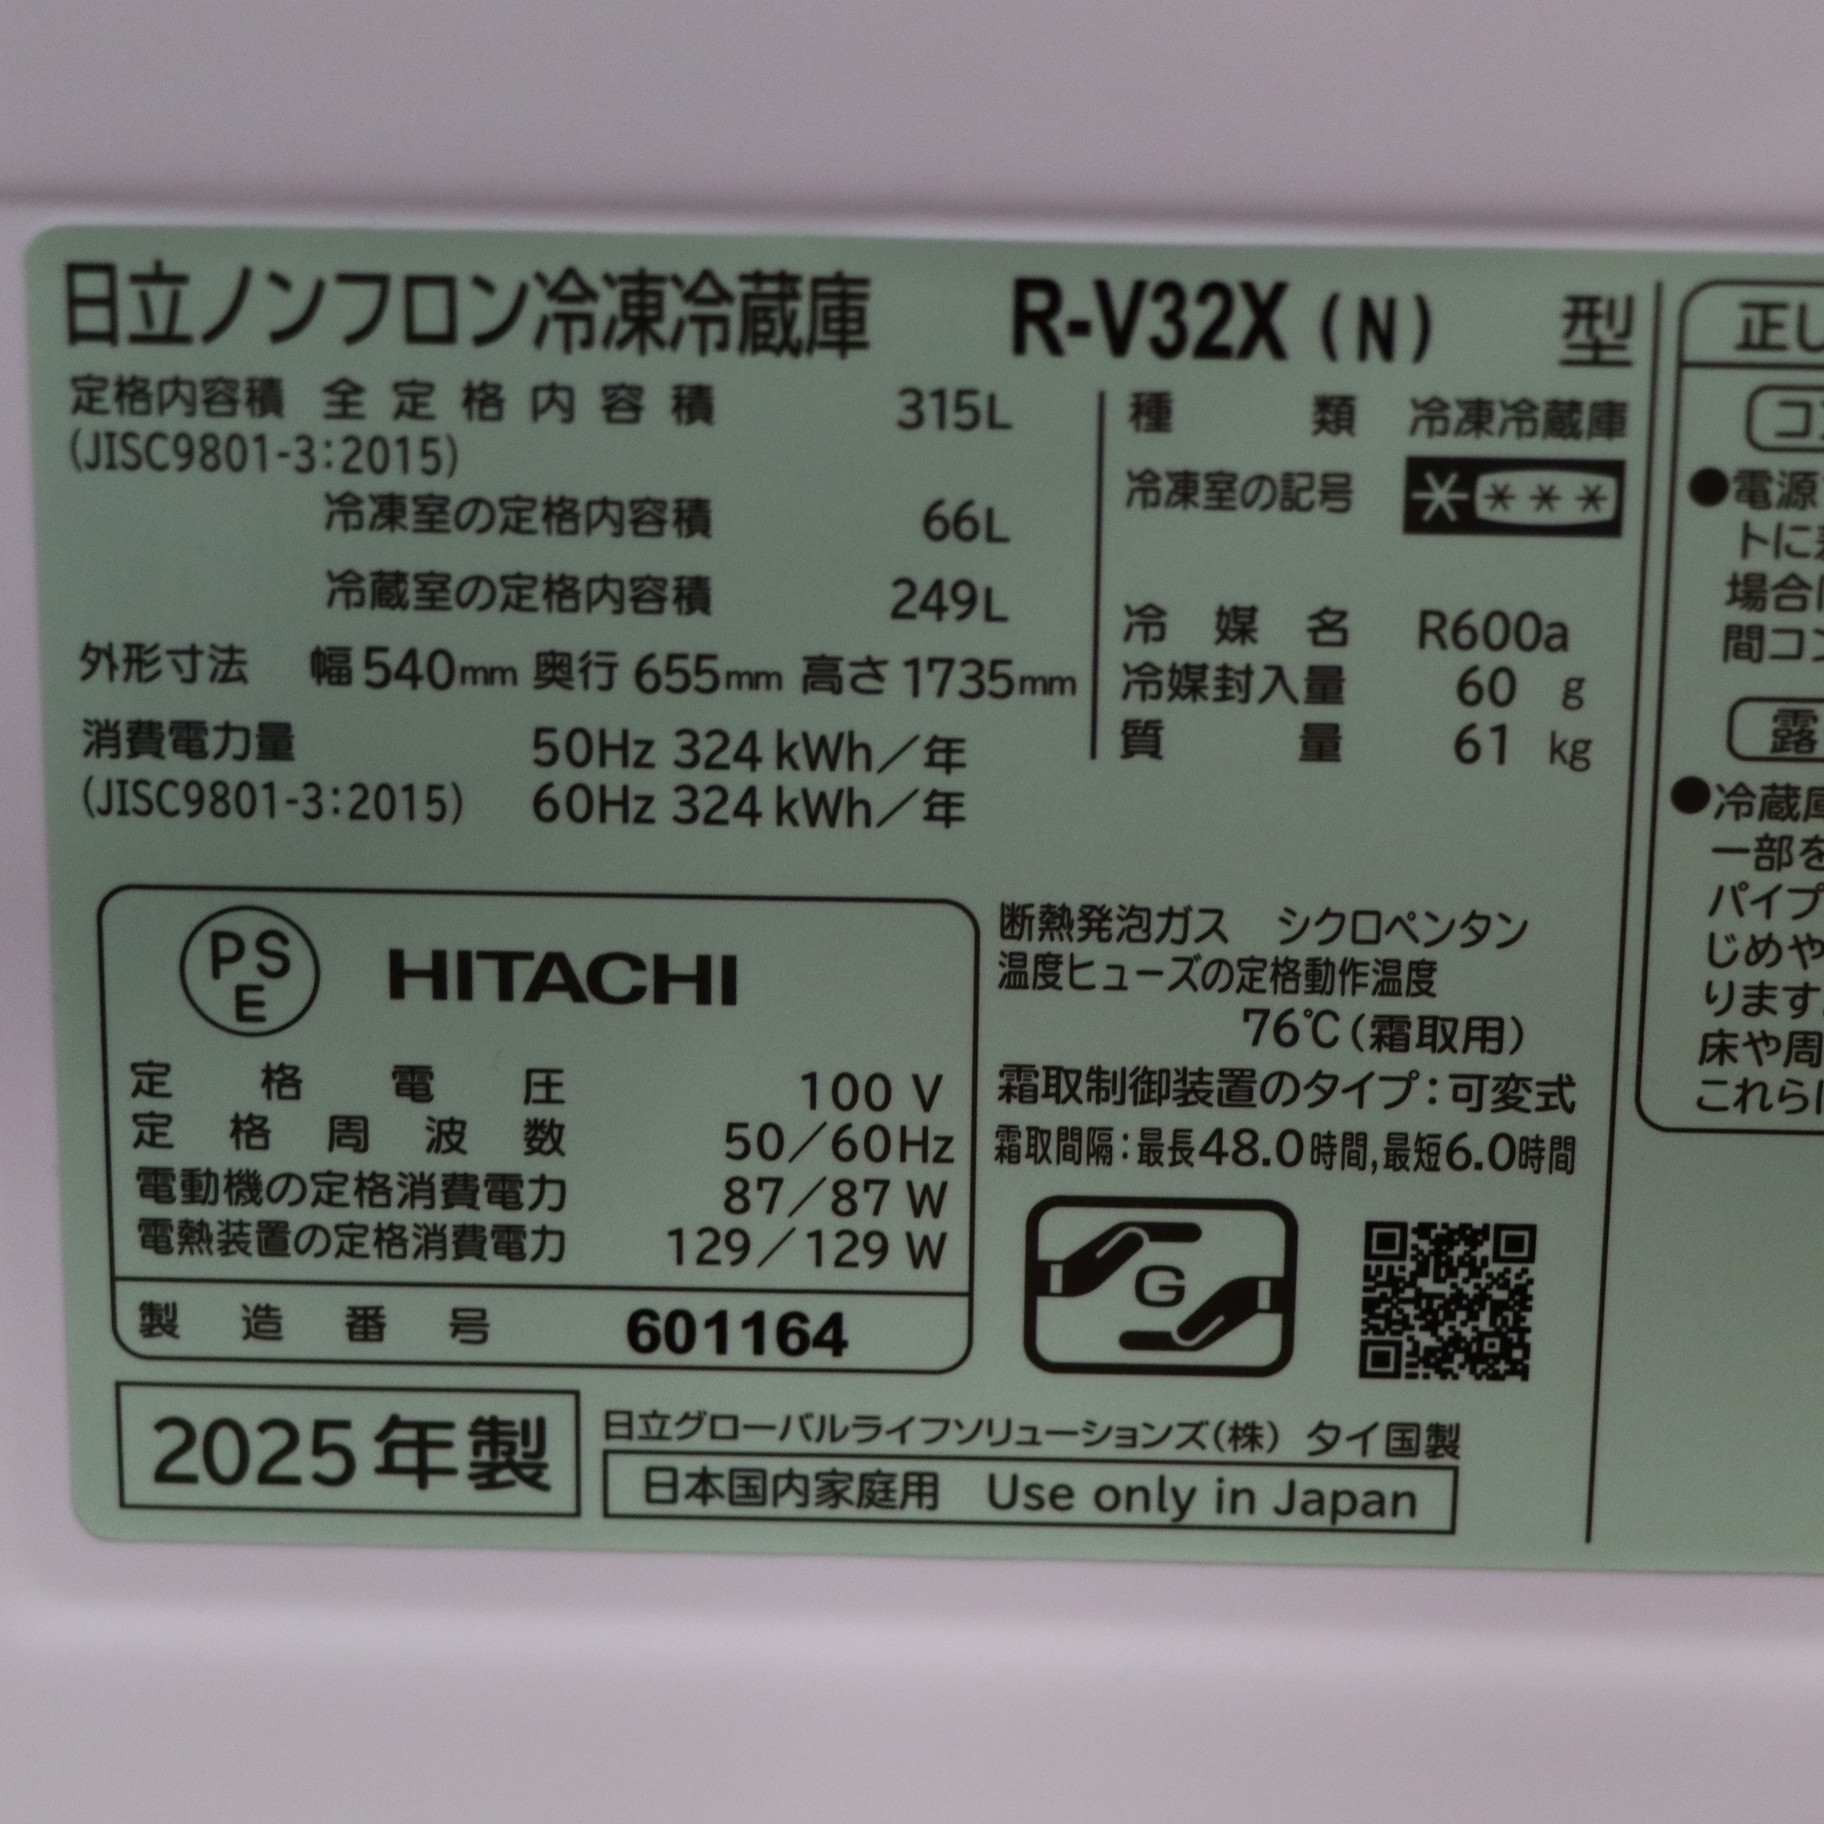 日立ノンフロン冷凍冷蔵庫 R-V32X (N) 型
定格内容積 全定格内容積 315L
(JISC9801-3:2015)
冷凍室の定格内容積 66L
冷蔵室の定格内容積 249L
外形寸法 幅540mm 奥行655mm 高さ1735mm
消費電力量 50Hz 324kWh/年
(JISC9801-3:2015) 60Hz 324kWh/年
種類 冷凍冷蔵庫
冷凍室の記号
冷媒名 R600a
冷媒封入量 60 g
質量 61 kg
PSE HITACHI
定格電圧 100 V
定格周波数 50/60Hz
電動機の定格消費電力 87/87 W
電熱装置の定格消費電力 129/129 W
製造番号 601164
断熱発泡ガス シクロペンタン
温度ヒューズの定格動作温度
76℃(霜取用)
霜取制御装置のタイプ:可変式
霜取間隔:最長48.0時間,最短6.0時間
G
2025年製
日立グローバルライフソリューションズ(株) タイ国製
日本国内家庭用 Use only in Japan
正し
コン
●電源
トに
場合
間コン
露
●冷蔵庫
一部を
パイプ
じめや
ります。
床や周
これらは